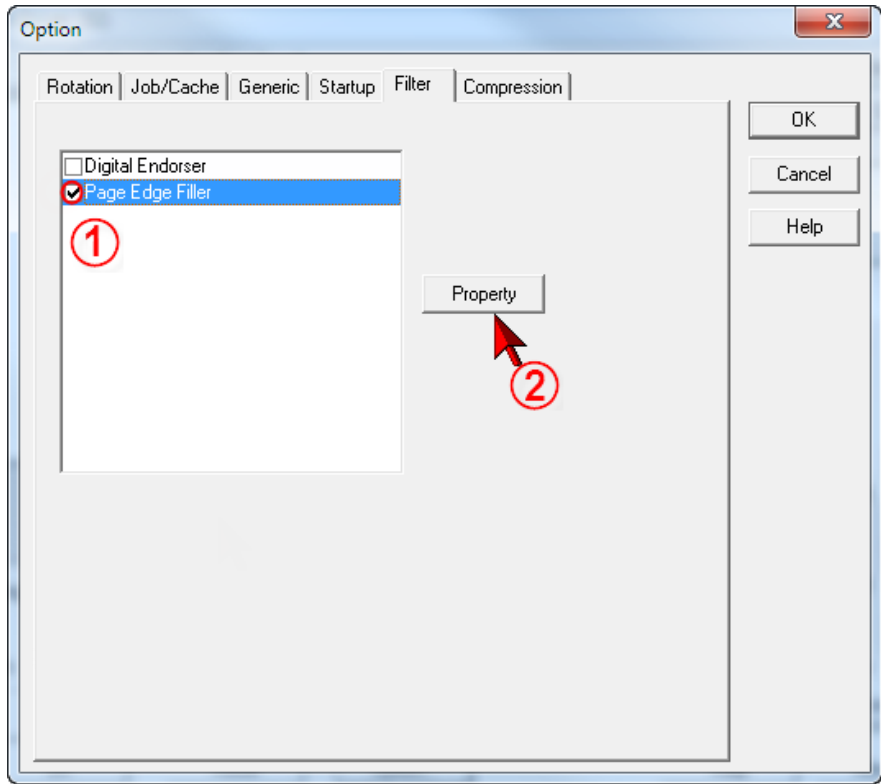 Option
Rotation Job/Cache Generic Startup Filter Compression
OK
Digital Endorser
Cancel
Page Edge Filler
Help
1
Property
2